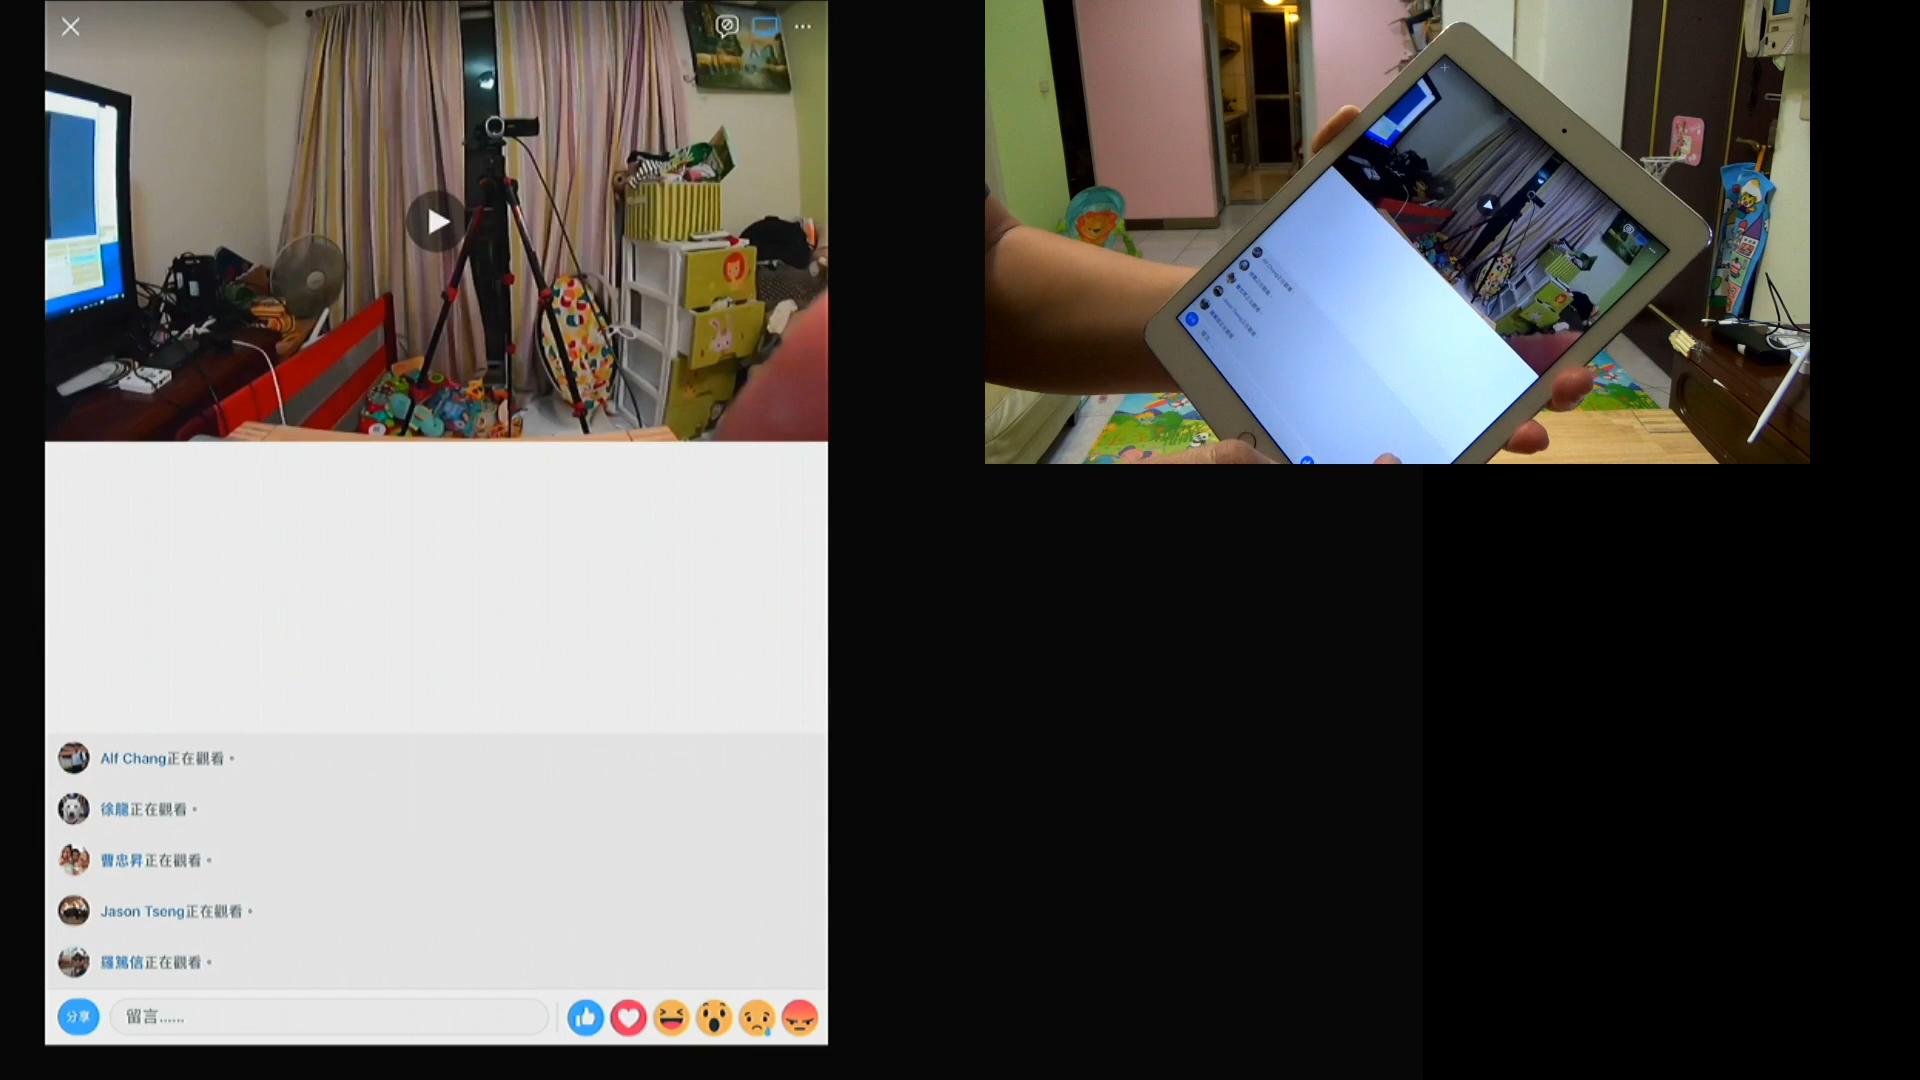 Alf Chang正在觀看。
徐龍正在觀看。
曹忠昇正在觀看。
Jason Tseng正在觀看。
羅篤信正在觀看。
分享
留言......